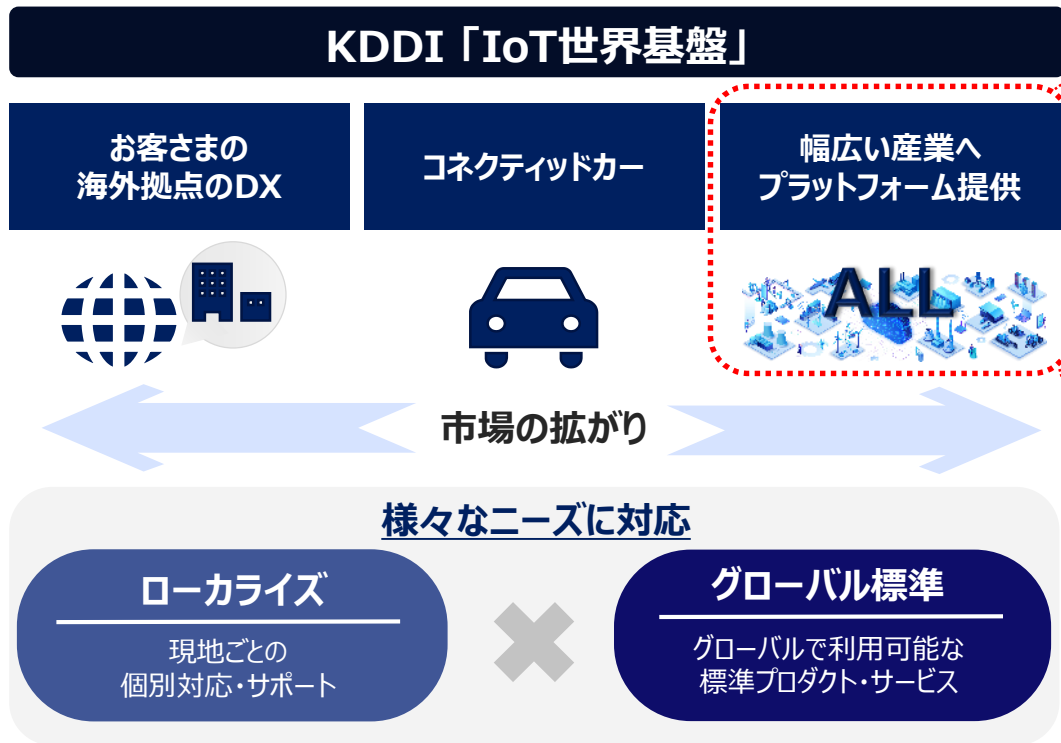 KDDI「IoT世界基盤」
お客さまの
海外拠点のDX
コネクティッドカー
幅広い産業へ
プラットフォーム提供
ALL
市場の拡がり
様々なニーズに対応
ローカライズ
現地ごとの
個別対応・サポート
グローバル標準
グローバルで利用可能な
標準プロダクト・サービス